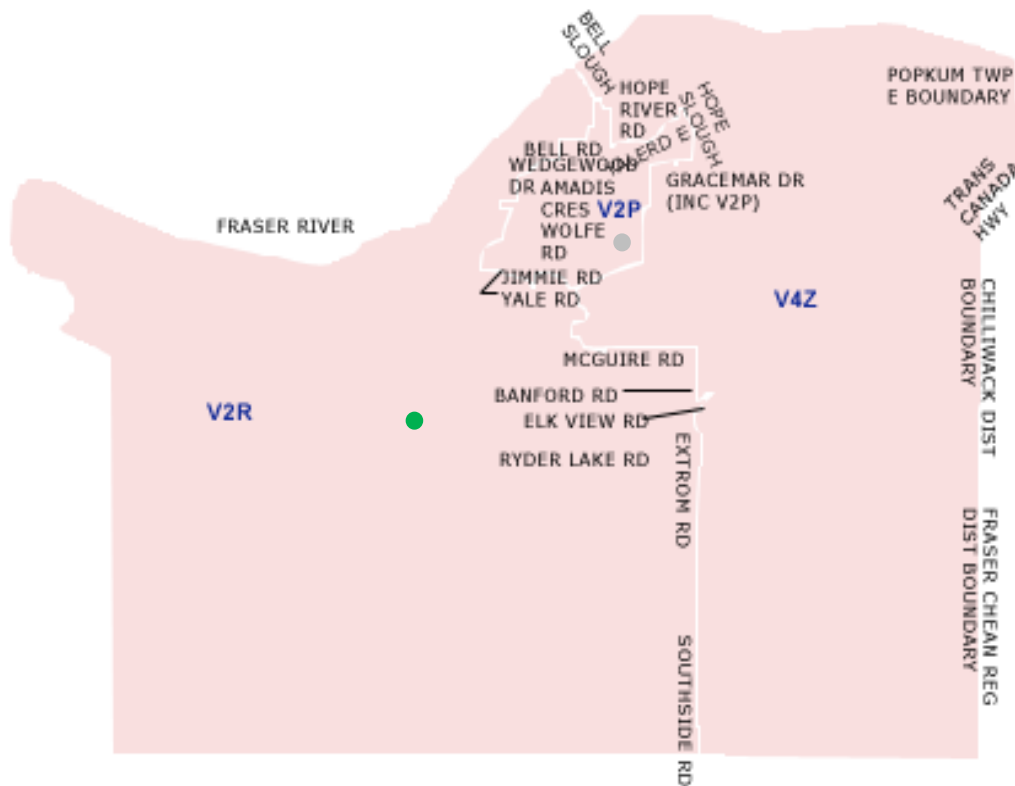 BELL
SLOUGH
HOPE
RIVER
RD
HOPE
SLOUGH
YALE RD E
POPKUM TWP
E BOUNDARY
BELL RD
WEDGEWOOD
DR AMADIS
CRES
WOLFE
RD
V2P
GRACEMAR DR
(INC V2P)
TRANS
CANADA
HWY
FRASER RIVER
JIMMIE RD
YALE RD
V4Z
CHILLIWACK DIST
BOUNDARY
MCGUIRE RD
BANFORD RD
V2R
ELK VIEW RD
RYDER LAKE RD
EXTROM RD
FRASER CHEAN REG
DIST BOUNDARY
SOUTHSIDE RD